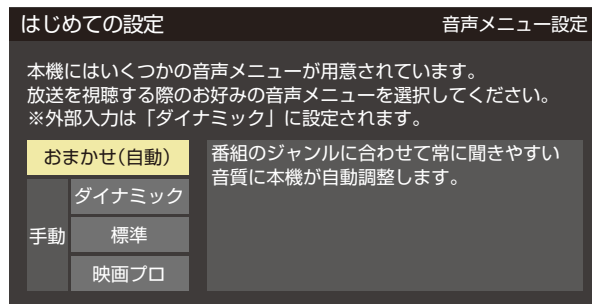 はじめての設定
音声メニュー設定
本機にはいくつかの音声メニューが用意されています。
放送を視聴する際のお好みの音声メニューを選択してください。
※外部入力は「ダイナミック」に設定されます。
おまかせ(自動)
手動
ダイナミック
標準
映画プロ
番組のジャンルに合わせて常に聞きやすい
音質に本機が自動調整します。